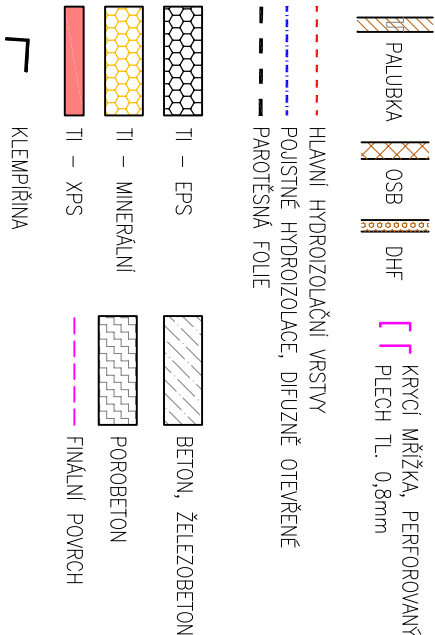 PALUBKA
OSB
DHF
KRYCÍ MŘÍŽKA, PERFOROVANÝ
PLECH TL. 0,8mm
HLAVNÍ HYDROIZOLAČNÍ VRSTVY
POJISTNÉ HYDROIZOLACE, DIFUZNĚ OTEVŘENÉ
PAROTĚSNÁ FOLIE
TI – EPS
BETON, ŽELEZOBETON
TI – MINERÁLNÍ
POROBETON
TI – XPS
FINÁLNÍ POVRCH
KLEMPÍŘINA